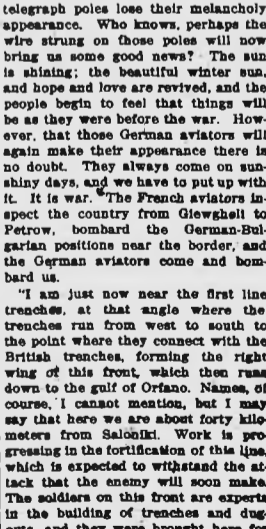 telegraph poles lose their melancholy
appearance. Who knows, perhaps the
wire strung on those poles will now
bring us some good news? The sun
is shining; the beautiful winter sun,
and hope and love are revived, and the
people begin to feel that things will
be as they were before the war. How-
ever, that those German aviators will
again make their appearance there is
no doubt. They always come on sun-
shiny days, and we have to put up with
it. It is war. "The French aviators in-
spect the country from Glewgheli to
Petrow, bombard the German-Bul-
garian positions near the border, and
the German aviators come and bom-
bard us.
"I am just now near the first line
trenches, at that angle where the
trenches run from west to south to
the point where they connect with the
British trenches, forming the right
wing of this front, which then runs
down to the gulf of Orfano. Names, of
course, I cannot mention, but I may
say that here we are about forty kilo-
meters from Saloniki. Work is pro-
gressing in the fortification of this line,
which is expected to withstand the at-
tack that the enemy will soon make.
The soldiers on this front are experts
in the building of trenches and dug-
and they were brought here